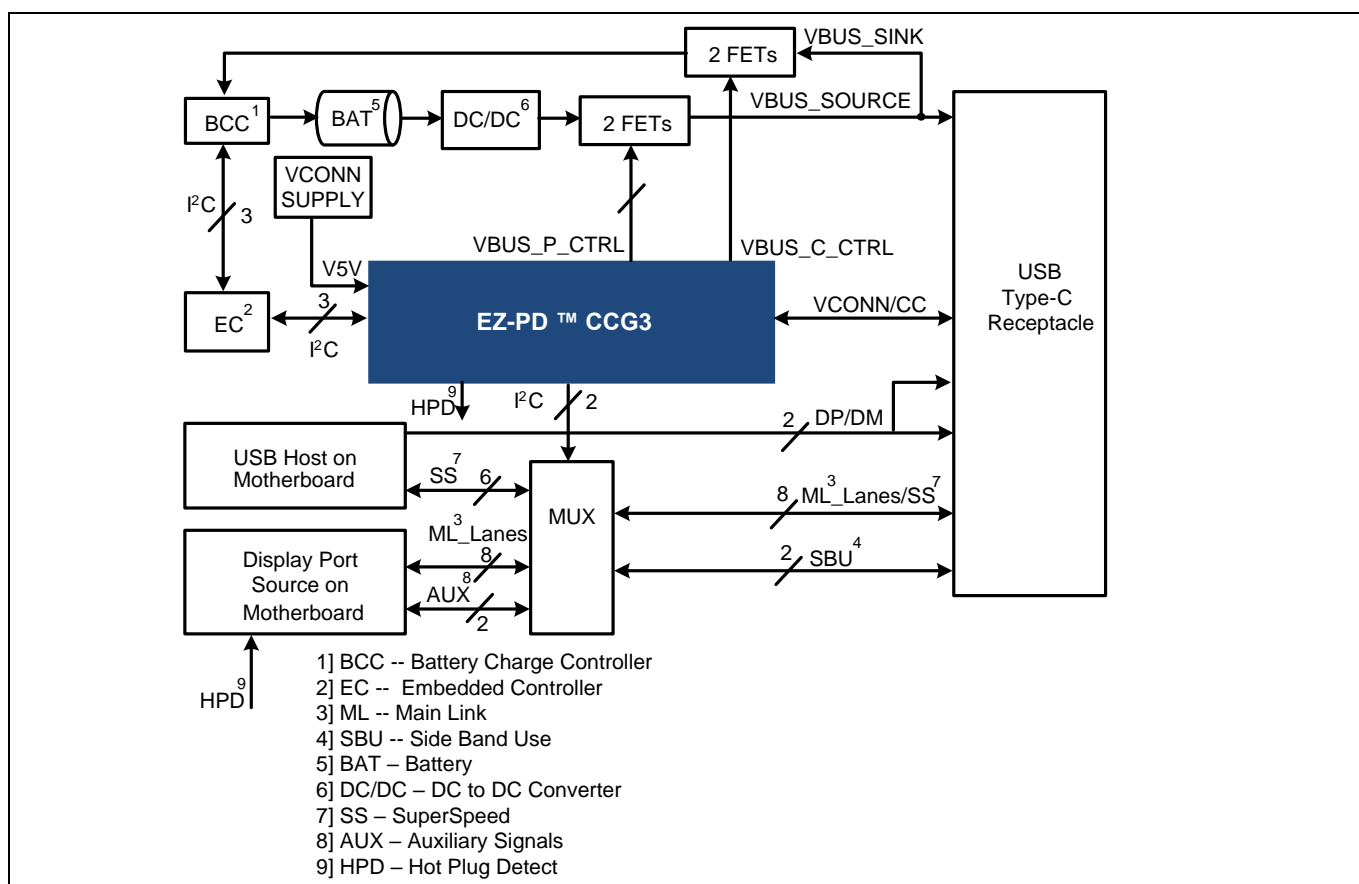 2 FETs
VBUS_SINK
BCC1
BAT5
DC/DC6
2 FETs
VBUS_SOURCE
I2C
3
VCONN
SUPPLY
V5V
VBUS_P_CTRL
VBUS_C_CTRL
USB
Type-C
Receptacle
EC2
3
I2C
EZ-PD ™ CCG3
VCONN/CC
HPD9
I2C
2
2
DP/DM
USB Host on
Motherboard
SS7
6
MUX
8
ML_Lanes3/SS7
Display Port
Source on
Motherboard
ML_Lanes3
8
AUX8
2
2
SBU4
HPD9
1] BCC -- Battery Charge Controller
2] EC -- Embedded Controller
3] ML -- Main Link
4] SBU -- Side Band Use
5] BAT – Battery
6] DC/DC – DC to DC Converter
7] SS – SuperSpeed
8] AUX – Auxiliary Signals
9] HPD – Hot Plug Detect